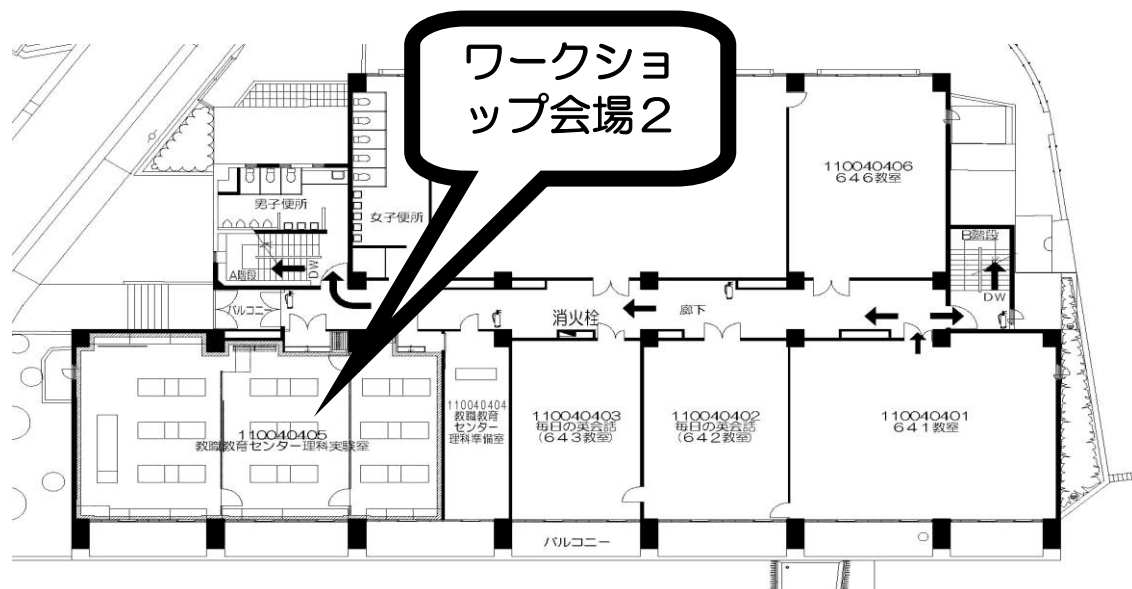 ワークショ
ップ会場２
110040406
646教室
男子便所
女子便所
B階段
A階段
DW
DW
バルコニー
消火栓
廊下
110040404
教職教育
センター
理科準備室
110040403
毎日の英会話
(643教室)
110040402
毎日の英会話
(642教室)
110040401
641教室
110040405
教職教育センター理科実験室
バルコニー